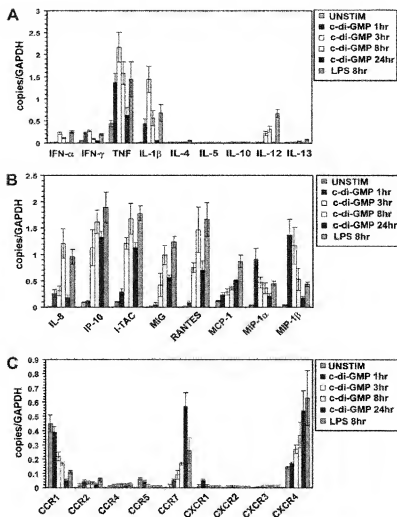 A
copies/GAPDH
3
2.5
2
1.5
1
0.5
0
IFN-α IFN-γ TNF IL-1β IL-4 IL-5 IL-10 IL-12 IL-13
UNSTIM
c-di-GMP 1hr
c-di-GMP 3hr
c-di-GMP 8hr
c-di-GMP 24hr
LPS 8hr
B
copies/GAPDH
2.5
2
1.5
1
0.5
0
IL-8 IP-10 I-TAC MIG RANTES MCP-1 MIP-1α MIP-1β
UNSTIM
c-di-GMP 1hr
c-di-GMP 3hr
c-di-GMP 8hr
c-di-GMP 24hr
LPS 8hr
C
copies/GAPDH
0.9
0.8
0.7
0.6
0.5
0.4
0.3
0.2
0.1
0
CCR1 CCR2 CCR4 CCR5 CCR7 CXCR1 CXCR2 CXCR3 CXCR4
UNSTIM
c-di-GMP 1hr
c-di-GMP 3hr
c-di-GMP 8hr
c-di-GMP 24hr
LPS 8hr